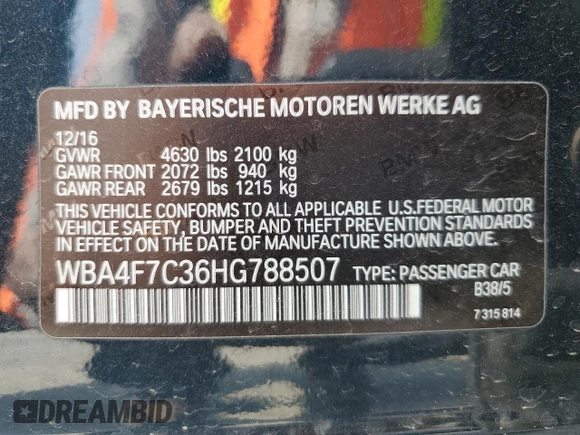 MFD BY BAYERISCHE MOTOREN WERKE AG
12/16
GVWR 4630 lbs 2100 kg
GAWR FRONT 2072 lbs 940 kg
GAWR REAR 2679 lbs 1215 kg
THIS VEHICLE CONFORMS TO ALL APPLICABLE U.S.FEDERAL MOTOR
VEHICLE SAFETY, BUMPER AND THEFT PREVENTION STANDARDS
IN EFFECT ON THE DATE OF MANUFACTURE SHOWN ABOVE.
WBA4F7C36HG788507 TYPE: PASSENGER CAR
B38/5
7 315 814
DREAMBID